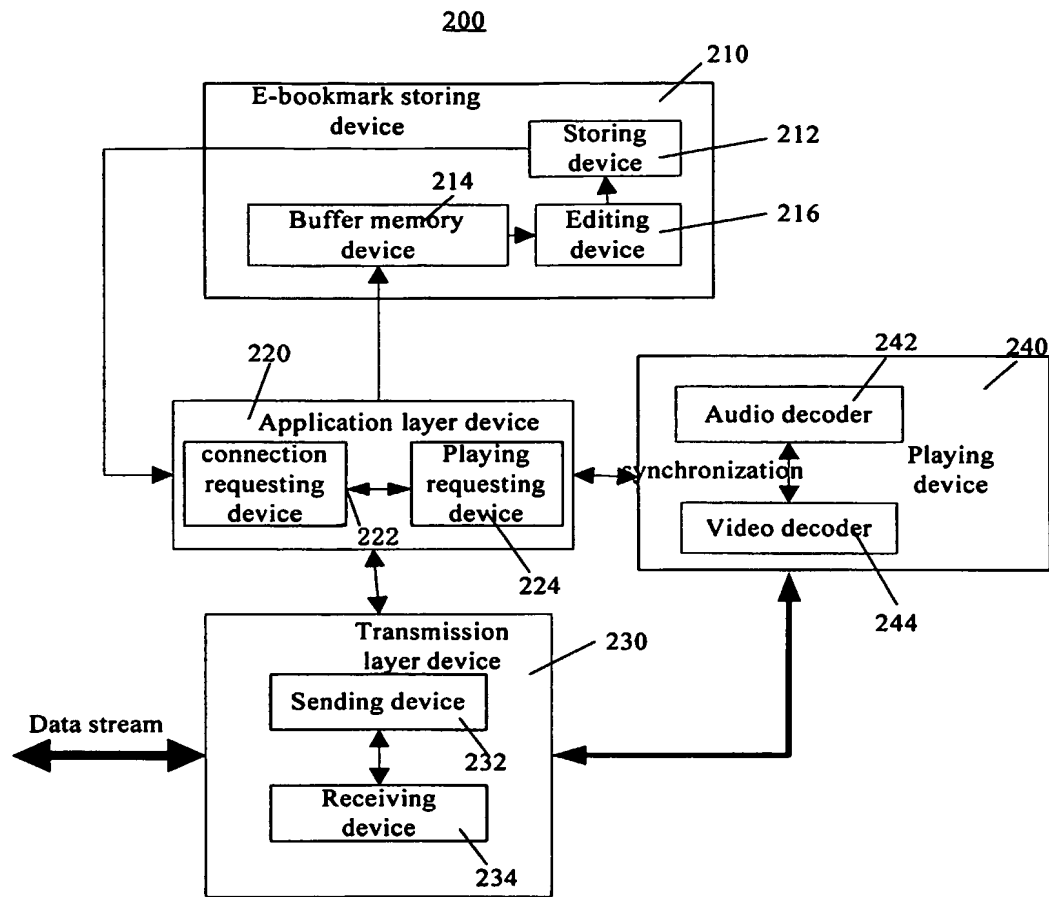 200
210
E-bookmark storing
device
Storing
device
212
214
Buffer memory
device
Editing
device
216
220
Application layer device
connection
requesting
device
222
Playing
requesting
device
224
242
240
Audio decoder
synchronization
Playing
device
Video decoder
244
Transmission
layer device
230
Sending device
232
Data stream
Receiving
device
234